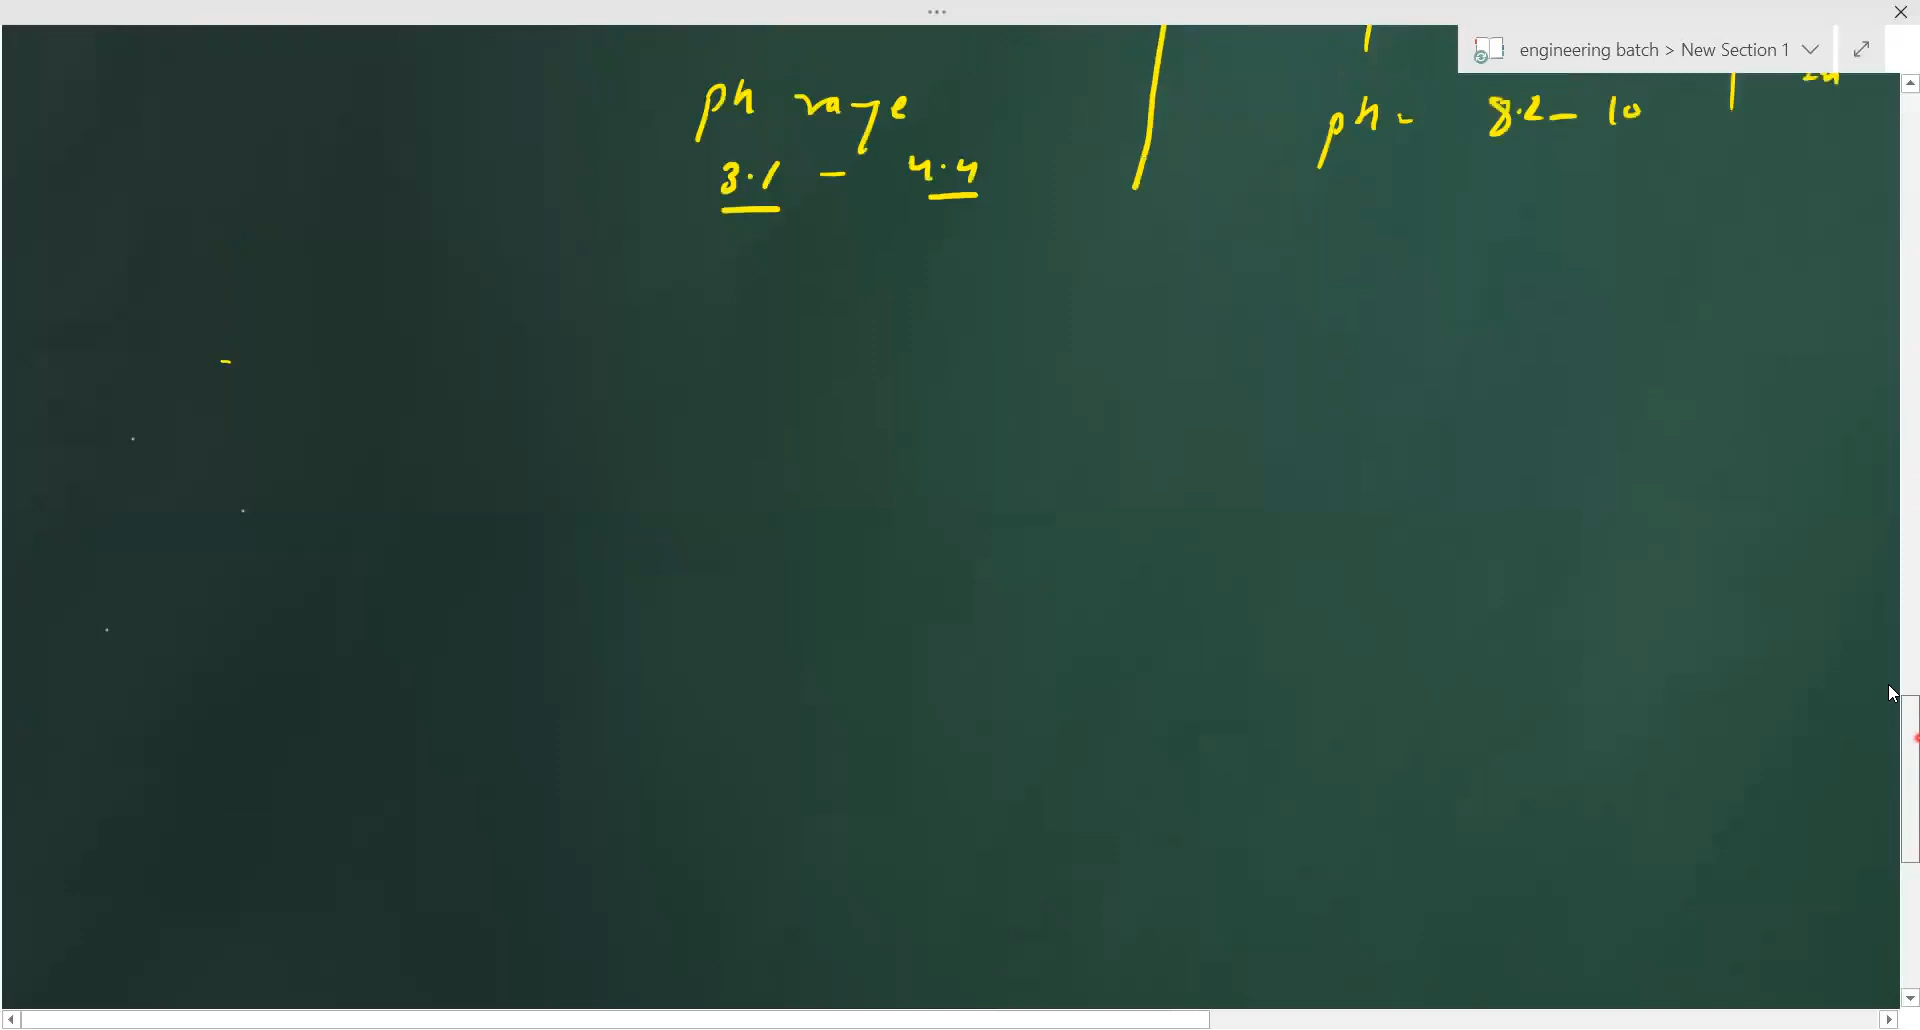 engineering batch > New Section 1
ph range
3.1 - 4.4
ph - 8.2 - 10